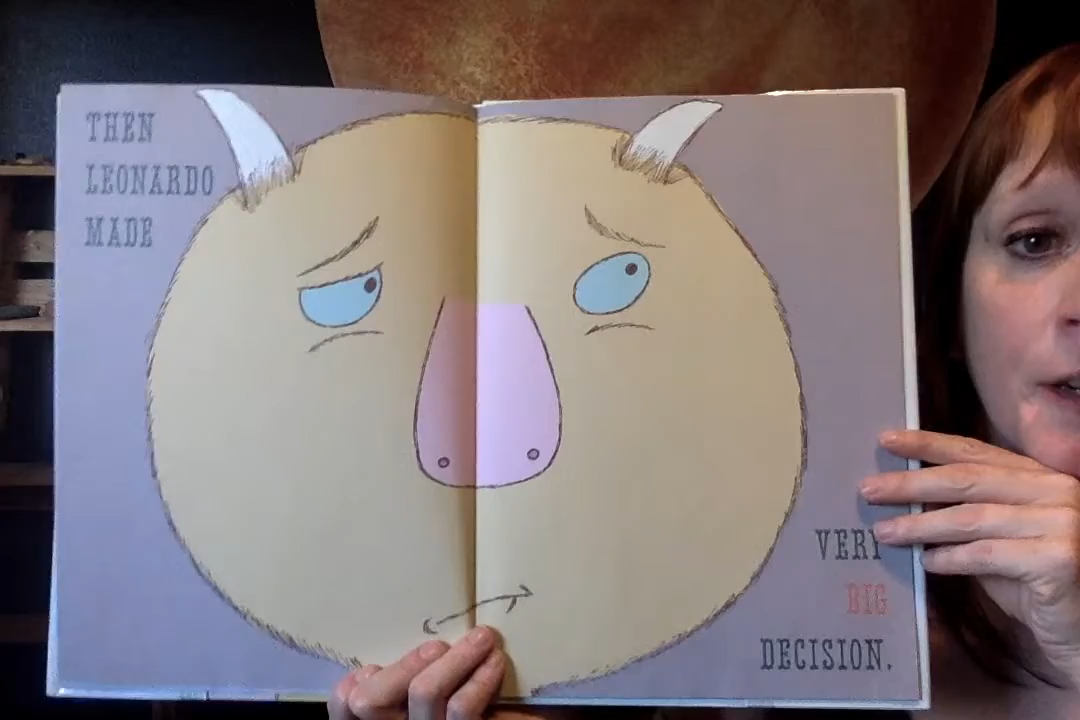 THEN
LEONARDO
MADE
VERY
BIG
DECISION.